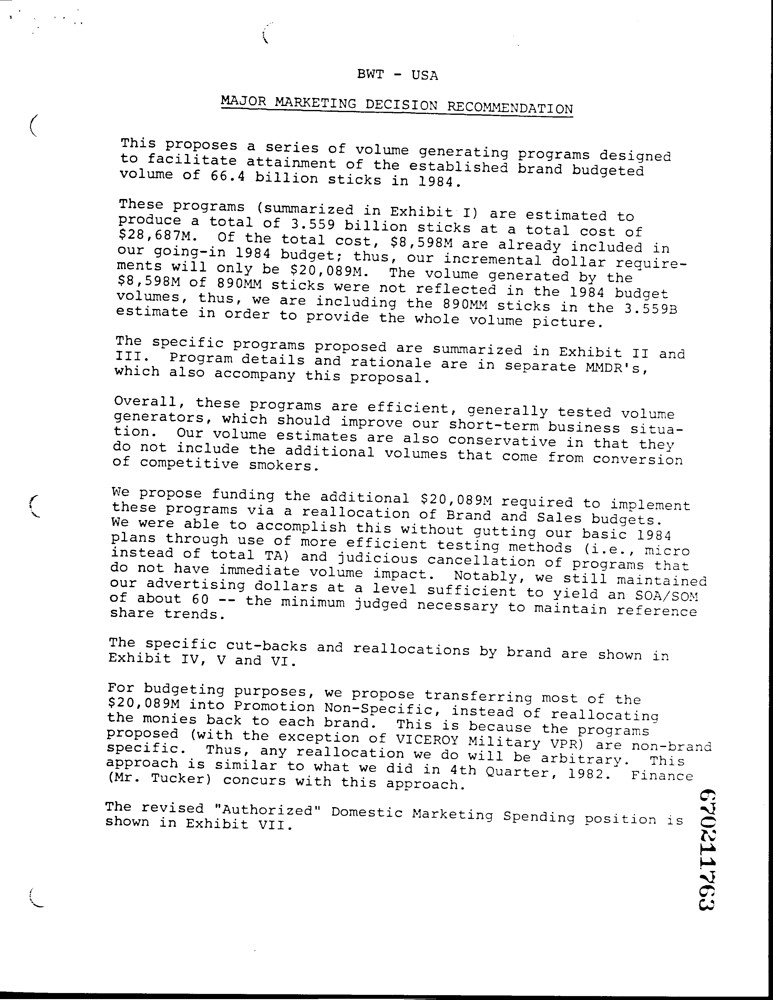 BWT - USA
MAJOR MARKETING DECISION RECOMMENDATION
This proposes a series of volume generating programs designed
to facilitate attainment of the established brand budgeted
volume of 66.4 billion sticks in 1984.
These programs (summarized in Exhibit I) are estimated to
produce a total of 3.559 billion sticks at a total cost of
$28,687M. Of the total cost, $8,598M are already included in
our going-in 1984 budget; thus, our incremental dollar require-
ments will only be $20,089M. The volume generated by the
$8,598M of 890MM sticks were not reflected in the 1984 budget
volumes, thus, we are including the 890MM sticks in the 3.559B
estimate in order to provide the whole volume picture.
The specific programs proposed are summarized in Exhibit II and
III. Program details and rationale are in separate MMDR's,
which also accompany this proposal.
Overall, these programs are efficient, generally tested volume
generators, which should improve our short-term business situa-
tion. Our volume estimates are also conservative in that they
do not include the additional volumes that come from conversion
of competitive smokers.
We propose funding the additional $20,089M required to implement
these programs via a reallocation of Brand and Sales budgets.
We were able to accomplish this without gutting our basic 1984
plans through use of more efficient testing methods (i.e., micro
instead of total TA) and judicious cancellation of programs that
do not have immediate volume impact. Notably, we still maintained
our advertising dollars at a level sufficient to yield an SOA/SOM
of about 60 -- the minimum judged necessary to maintain reference
share trends.
The specific cut-backs and reallocations by brand are shown in
Exhibit IV, V and VI.
For budgeting purposes, we propose transferring most of the
$20,089M into Promotion Non-Specific, instead of reallocating
the monies back to each brand. This is because the programs
proposed (with the exception of VICEROY Military VPR) are non-brand
specific. Thus, any reallocation we do will be arbitrary. This
approach is similar to what we did in 4th Quarter, 1982. Finance
(Mr. Tucker) concurs with this approach.
The revised "Authorized" Domestic Marketing Spending position is
shown in Exhibit VII.
670211763